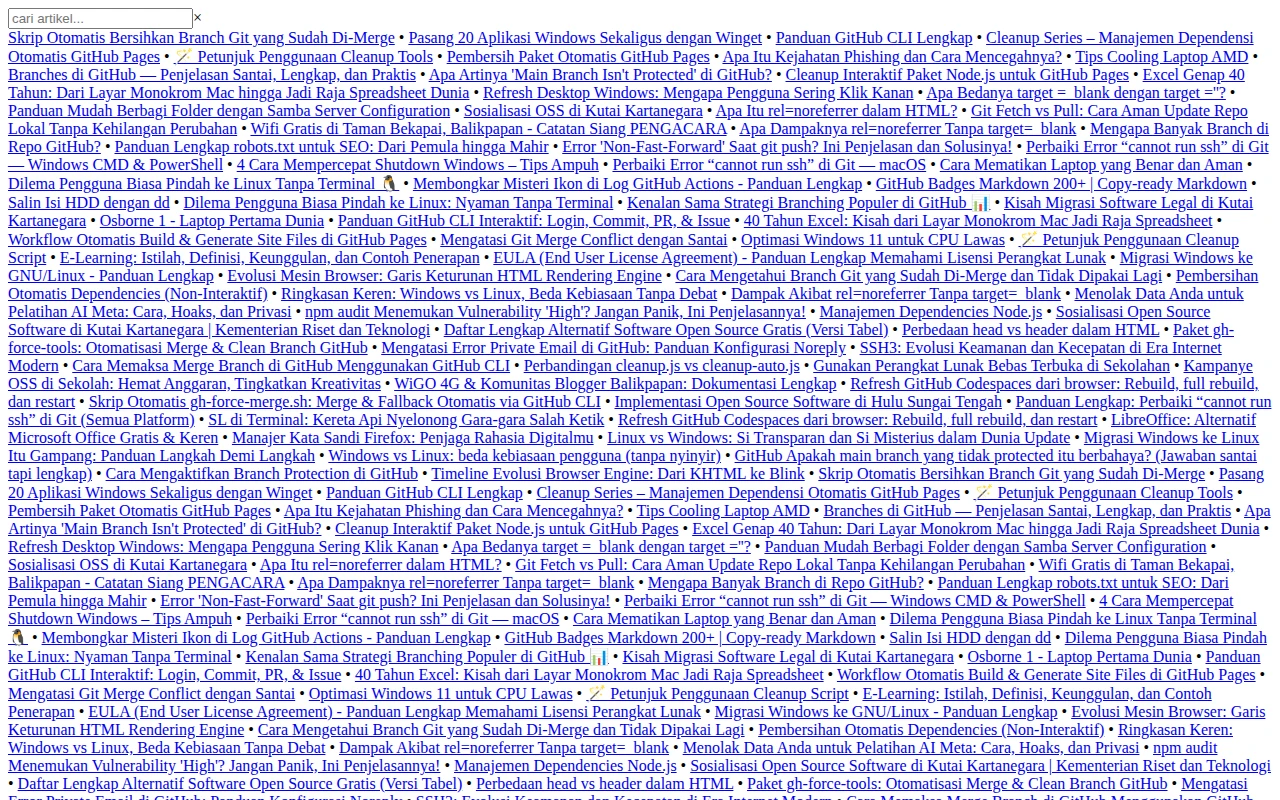 cari artikel...×
Skrip Otomatis Bersihkan Branch Git yang Sudah Di-Merge • Pasang 20 Aplikasi Windows Sekaligus dengan Winget • Panduan GitHub CLI Lengkap • Cleanup Series – Manajemen Dependensi
Otomatis GitHub Pages • 🪄 Petunjuk Penggunaan Cleanup Tools • Pembersih Paket Otomatis GitHub Pages • Apa Itu Kejahatan Phishing dan Cara Mencegahnya? • Tips Cooling Laptop AMD •
Branches di GitHub — Penjelasan Santai, Lengkap, dan Praktis • Apa Artinya 'Main Branch Isn't Protected' di GitHub? • Cleanup Interaktif Paket Node.js untuk GitHub Pages • Excel Genap 40
Tahun: Dari Layar Monokrom Mac hingga Jadi Raja Spreadsheet Dunia • Refresh Desktop Windows: Mengapa Pengguna Sering Klik Kanan • Apa Bedanya target =_blank dengan target =''? •
Panduan Mudah Berbagi Folder dengan Samba Server Configuration • Sosialisasi OSS di Kutai Kartanegara • Apa Itu rel=noreferrer dalam HTML? • Git Fetch vs Pull: Cara Aman Update Repo
Lokal Tanpa Kehilangan Perubahan • Wifi Gratis di Taman Bekapai, Balikpapan - Catatan Siang PENGACARA • Apa Dampaknya rel=noreferrer Tanpa target=_blank • Mengapa Banyak Branch di
Repo GitHub? • Panduan Lengkap robots.txt untuk SEO: Dari Pemula hingga Mahir • Error 'Non-Fast-Forward' Saat git push? Ini Penjelasan dan Solusinya! • Perbaiki Error “cannot run ssh” di Git
— Windows CMD & PowerShell • 4 Cara Mempercepat Shutdown Windows – Tips Ampuh • Perbaiki Error “cannot run ssh” di Git — macOS • Cara Mematikan Laptop yang Benar dan Aman •
Dilema Pengguna Biasa Pindah ke Linux Tanpa Terminal 🐧 • Membongkar Misteri Ikon di Log GitHub Actions - Panduan Lengkap • GitHub Badges Markdown 200+ | Copy-ready Markdown •
Salin Isi HDD dengan dd • Dilema Pengguna Biasa Pindah ke Linux: Nyaman Tanpa Terminal • Kenalan Sama Strategi Branching Populer di GitHub 📊 • Kisah Migrasi Software Legal di Kutai
Kartanegara • Osborne 1 - Laptop Pertama Dunia • Panduan GitHub CLI Interaktif: Login, Commit, PR, & Issue • 40 Tahun Excel: Kisah dari Layar Monokrom Mac Jadi Raja Spreadsheet •
Workflow Otomatis Build & Generate Site Files di GitHub Pages • Mengatasi Git Merge Conflict dengan Santai • Optimasi Windows 11 untuk CPU Lawas • 🪄 Petunjuk Penggunaan Cleanup
Script • E-Learning: Istilah, Definisi, Keunggulan, dan Contoh Penerapan • EULA (End User License Agreement) - Panduan Lengkap Memahami Lisensi Perangkat Lunak • Migrasi Windows ke
GNU/Linux - Panduan Lengkap • Evolusi Mesin Browser: Garis Keturunan HTML Rendering Engine • Cara Mengetahui Branch Git yang Sudah Di-Merge dan Tidak Dipakai Lagi • Pembersihan
Otomatis Dependencies (Non-Interaktif) • Ringkasan Keren: Windows vs Linux, Beda Kebiasaan Tanpa Debat • Dampak Akibat rel=noreferrer Tanpa target=_blank • Menolak Data Anda untuk
Pelatihan AI Meta: Cara, Hoaks, dan Privasi • npm audit Menemukan Vulnerability 'High'? Jangan Panik, Ini Penjelasannya! • Manajemen Dependencies Node.js • Sosialisasi Open Source
Software di Kutai Kartanegara | Kementerian Riset dan Teknologi • Daftar Lengkap Alternatif Software Open Source Gratis (Versi Tabel) • Perbedaan head vs header dalam HTML • Paket gh-
force-tools: Otomatisasi Merge & Clean Branch GitHub • Mengatasi Error Private Email di GitHub: Panduan Konfigurasi Noreply • SSH3: Evolusi Keamanan dan Kecepatan di Era Internet
Modern • Cara Memaksa Merge Branch di GitHub Menggunakan GitHub CLI • Perbandingan cleanup.js vs cleanup-auto.js • Gunakan Perangkat Lunak Bebas Terbuka di Sekolahan • Kampanye
OSS di Sekolah: Hemat Anggaran, Tingkatkan Kreativitas • WiGO 4G & Komunitas Blogger Balikpapan: Dokumentasi Lengkap • Refresh GitHub Codespaces dari browser: Rebuild, full rebuild,
dan restart • Skrip Otomatis gh-force-merge.sh: Merge & Fallback Otomatis via GitHub CLI • Implementasi Open Source Software di Hulu Sungai Tengah • Panduan Lengkap: Perbaiki “cannot run
ssh” di Git (Semua Platform) • SL di Terminal: Kereta Api Nyelonong Gara-gara Salah Ketik • Refresh GitHub Codespaces dari browser: Rebuild, full rebuild, dan restart • LibreOffice: Alternatif
Microsoft Office Gratis & Keren • Manajer Kata Sandi Firefox: Penjaga Rahasia Digitalmu • Linux vs Windows: Si Transparan dan Si Misterius dalam Dunia Update • Migrasi Windows ke Linux
Itu Gampang: Panduan Langkah Demi Langkah • Windows vs Linux: beda kebiasaan pengguna (tanpa nyinyir) • GitHub Apakah main branch yang tidak protected itu berbahaya? (Jawaban santai
tapi lengkap) • Cara Mengaktifkan Branch Protection di GitHub • Timeline Evolusi Browser Engine: Dari KHTML ke Blink • Skrip Otomatis Bersihkan Branch Git yang Sudah Di-Merge • Pasang
20 Aplikasi Windows Sekaligus dengan Winget • Panduan GitHub CLI Lengkap • Cleanup Series – Manajemen Dependensi Otomatis GitHub Pages • 🪄 Petunjuk Penggunaan Cleanup Tools •
Pembersih Paket Otomatis GitHub Pages • Apa Itu Kejahatan Phishing dan Cara Mencegahnya? • Tips Cooling Laptop AMD • Branches di GitHub — Penjelasan Santai, Lengkap, dan Praktis • Apa
Artinya 'Main Branch Isn't Protected' di GitHub? • Cleanup Interaktif Paket Node.js untuk GitHub Pages • Excel Genap 40 Tahun: Dari Layar Monokrom Mac hingga Jadi Raja Spreadsheet Dunia •
Refresh Desktop Windows: Mengapa Pengguna Sering Klik Kanan • Apa Bedanya target =_blank dengan target =''? • Panduan Mudah Berbagi Folder dengan Samba Server Configuration •
Sosialisasi OSS di Kutai Kartanegara • Apa Itu rel=noreferrer dalam HTML? • Git Fetch vs Pull: Cara Aman Update Repo Lokal Tanpa Kehilangan Perubahan • Wifi Gratis di Taman Bekapai,
Balikpapan - Catatan Siang PENGACARA • Apa Dampaknya rel=noreferrer Tanpa target=_blank • Mengapa Banyak Branch di Repo GitHub? • Panduan Lengkap robots.txt untuk SEO: Dari
Pemula hingga Mahir • Error 'Non-Fast-Forward' Saat git push? Ini Penjelasan dan Solusinya! • Perbaiki Error “cannot run ssh” di Git — Windows CMD & PowerShell • 4 Cara Mempercepat
Shutdown Windows – Tips Ampuh • Perbaiki Error “cannot run ssh” di Git — macOS • Cara Mematikan Laptop yang Benar dan Aman • Dilema Pengguna Biasa Pindah ke Linux Tanpa Terminal
🐧 • Membongkar Misteri Ikon di Log GitHub Actions - Panduan Lengkap • GitHub Badges Markdown 200+ | Copy-ready Markdown • Salin Isi HDD dengan dd • Dilema Pengguna Biasa Pindah
ke Linux: Nyaman Tanpa Terminal • Kenalan Sama Strategi Branching Populer di GitHub 📊 • Kisah Migrasi Software Legal di Kutai Kartanegara • Osborne 1 - Laptop Pertama Dunia • Panduan
GitHub CLI Interaktif: Login, Commit, PR, & Issue • 40 Tahun Excel: Kisah dari Layar Monokrom Mac Jadi Raja Spreadsheet • Workflow Otomatis Build & Generate Site Files di GitHub Pages •
Mengatasi Git Merge Conflict dengan Santai • Optimasi Windows 11 untuk CPU Lawas • 🪄 Petunjuk Penggunaan Cleanup Script • E-Learning: Istilah, Definisi, Keunggulan, dan Contoh
Penerapan • EULA (End User License Agreement) - Panduan Lengkap Memahami Lisensi Perangkat Lunak • Migrasi Windows ke GNU/Linux - Panduan Lengkap • Evolusi Mesin Browser: Garis
Keturunan HTML Rendering Engine • Cara Mengetahui Branch Git yang Sudah Di-Merge dan Tidak Dipakai Lagi • Pembersihan Otomatis Dependencies (Non-Interaktif) • Ringkasan Keren:
Windows vs Linux, Beda Kebiasaan Tanpa Debat • Dampak Akibat rel=noreferrer Tanpa target=_blank • Menolak Data Anda untuk Pelatihan AI Meta: Cara, Hoaks, dan Privasi • npm audit
Menemukan Vulnerability 'High'? Jangan Panik, Ini Penjelasannya! • Manajemen Dependencies Node.js • Sosialisasi Open Source Software di Kutai Kartanegara | Kementerian Riset dan Teknologi
• Daftar Lengkap Alternatif Software Open Source Gratis (Versi Tabel) • Perbedaan head vs header dalam HTML • Paket gh-force-tools: Otomatisasi Merge & Clean Branch GitHub • Mengatasi
Error Private Email di GitHub: Panduan Konfigurasi Noreply • SSH3: Evolusi Keamanan dan Kecepatan di Era Internet Modern • Cara Memaksa Merge Branch di GitHub Menggunakan GitHub